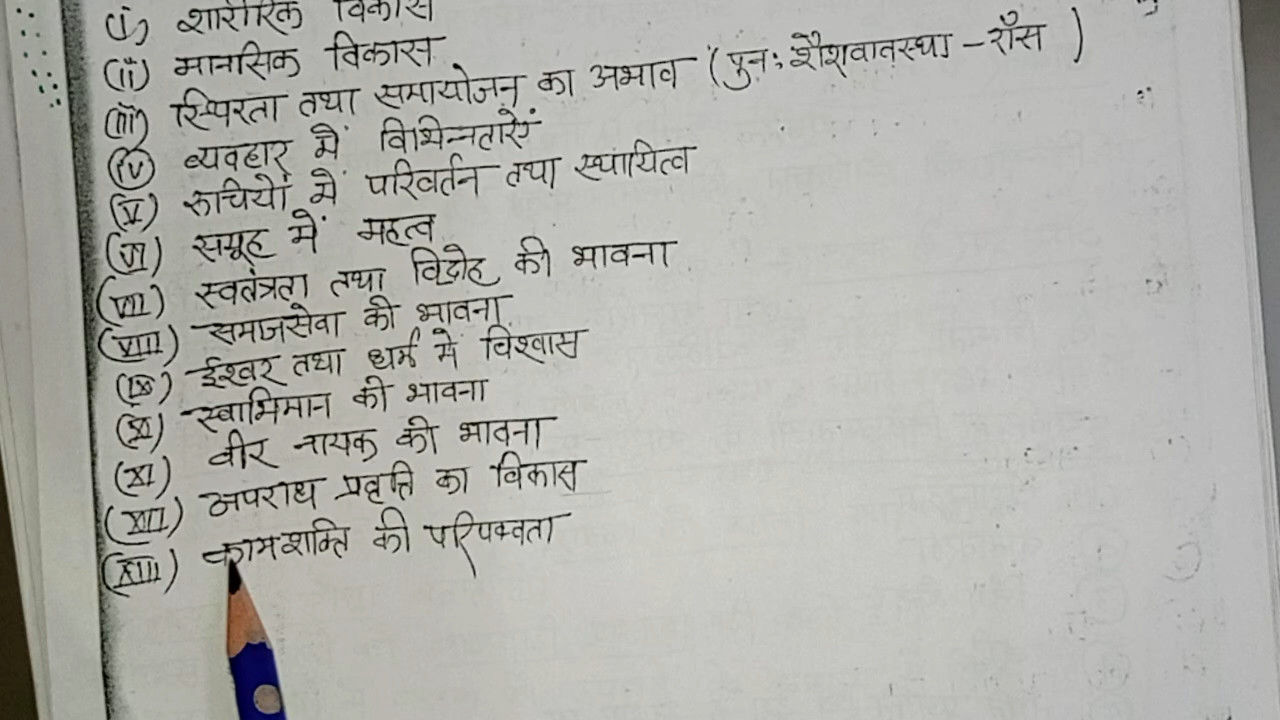 (i) शारीरिक विकास
(ii) मानसिक विकास
(iii) स्थिरता तथा समायोजन का अभाव (पुनः शैशवावस्था - रॉस )
(iv) व्यवहार में विभिन्नताएँ
(v) रुचियों में परिवर्तन तथा स्थायित्व
(vi) समूह में महत्व
(VII) स्वतंत्रता तथा विद्रोह की भावना
(VIII) समाजसेवा की भावना
(IX) ईश्वर तथा धर्म में विश्वास
(X) स्वाभिमान की भावना
(XI) वीर नायक की भावना
(XII) अपराध प्रवृत्ति का विकास
(XIII) कामशक्ति की परिपक्वता